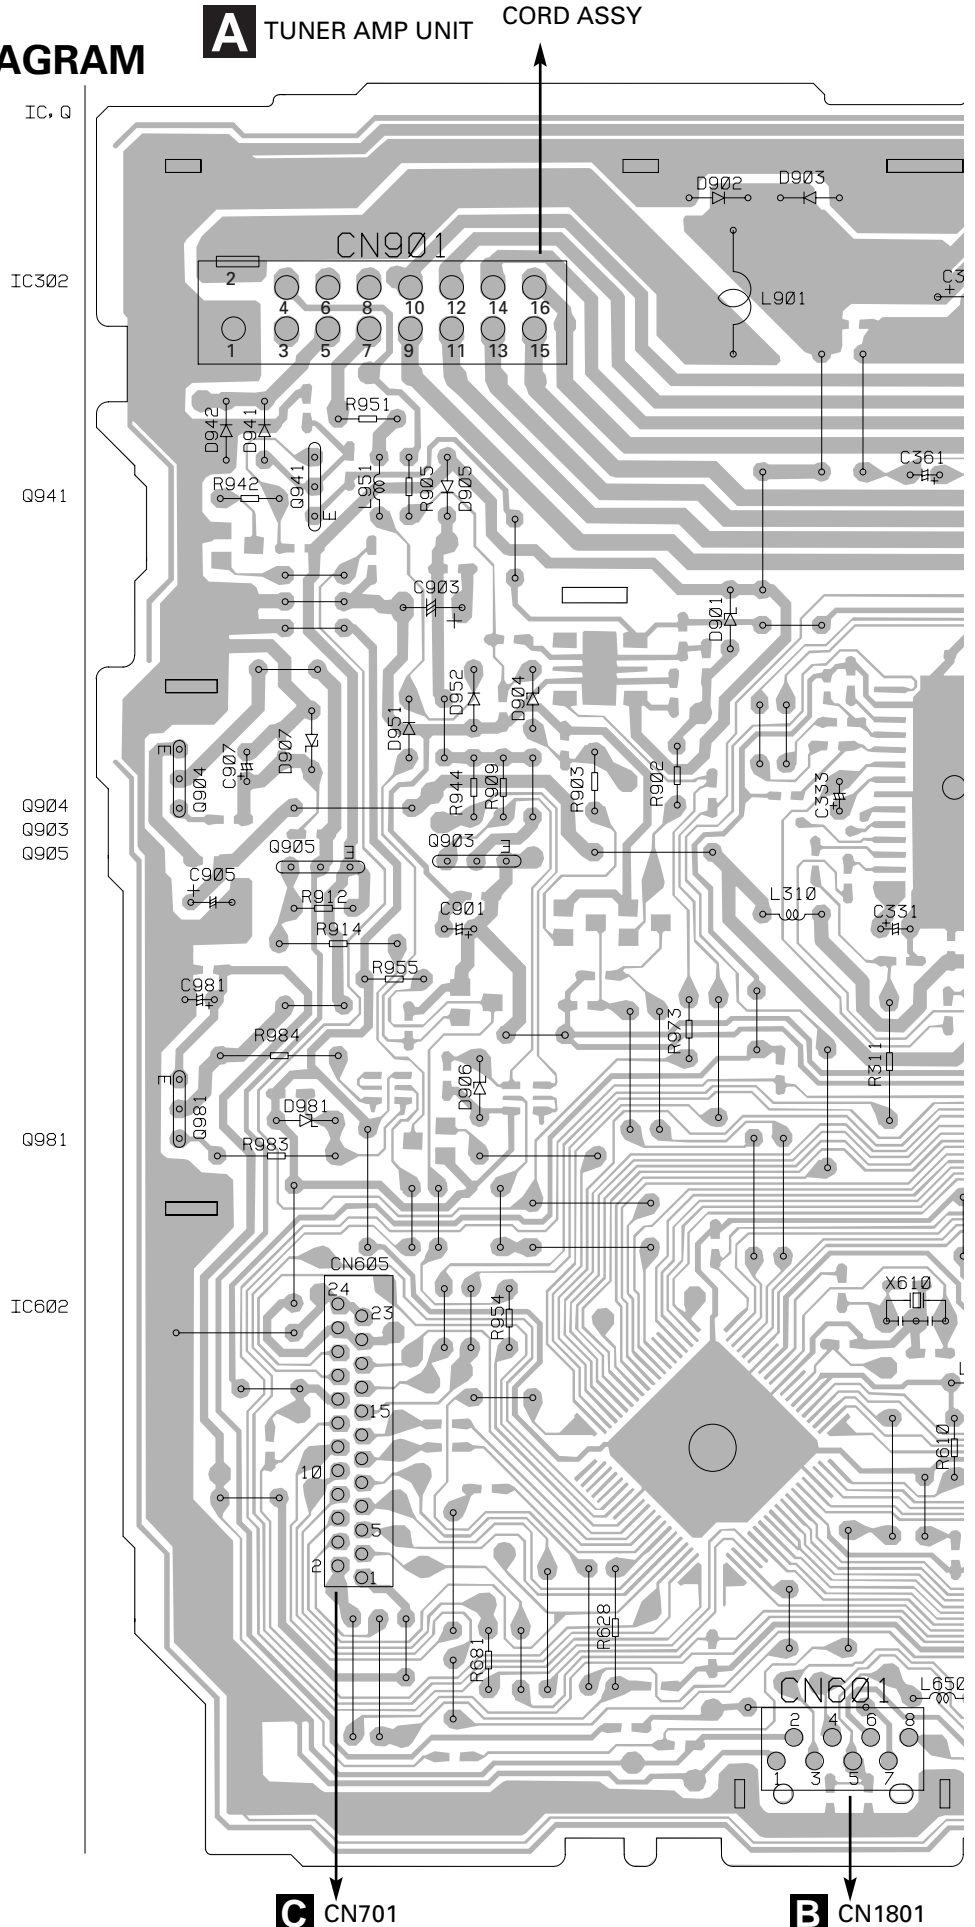 A TUNER AMP UNIT
CORD ASSY
AGRAM
IC, Q
D902
D903
CN901
IC302
2
4 6 8 10 12 14 16
1 3 5 7 9 11 13 15
L901
C3
+
R951
D942
D941
Q941
E
L951
R905
D905
C361
+
R942
Q941
C903
+
D901
D952
D904
D951
E
Q904
C907
+
D907
R944
R909
R903
R902
C333
+
Q904
Q903
Q905
Q905
E
Q903
E
C905
+
R912
C901
+
L310
C331
+
R914
R955
C981
+
R984
R973
R311
E
Q981
D906
D981
Q981
R983
CN605
24
23
X610
IC602
R954
L
15
R610
10
5
2
1
R628
R681
CN601
L650
2 4 6 8
1 3 5 7
C CN701
B CN1801